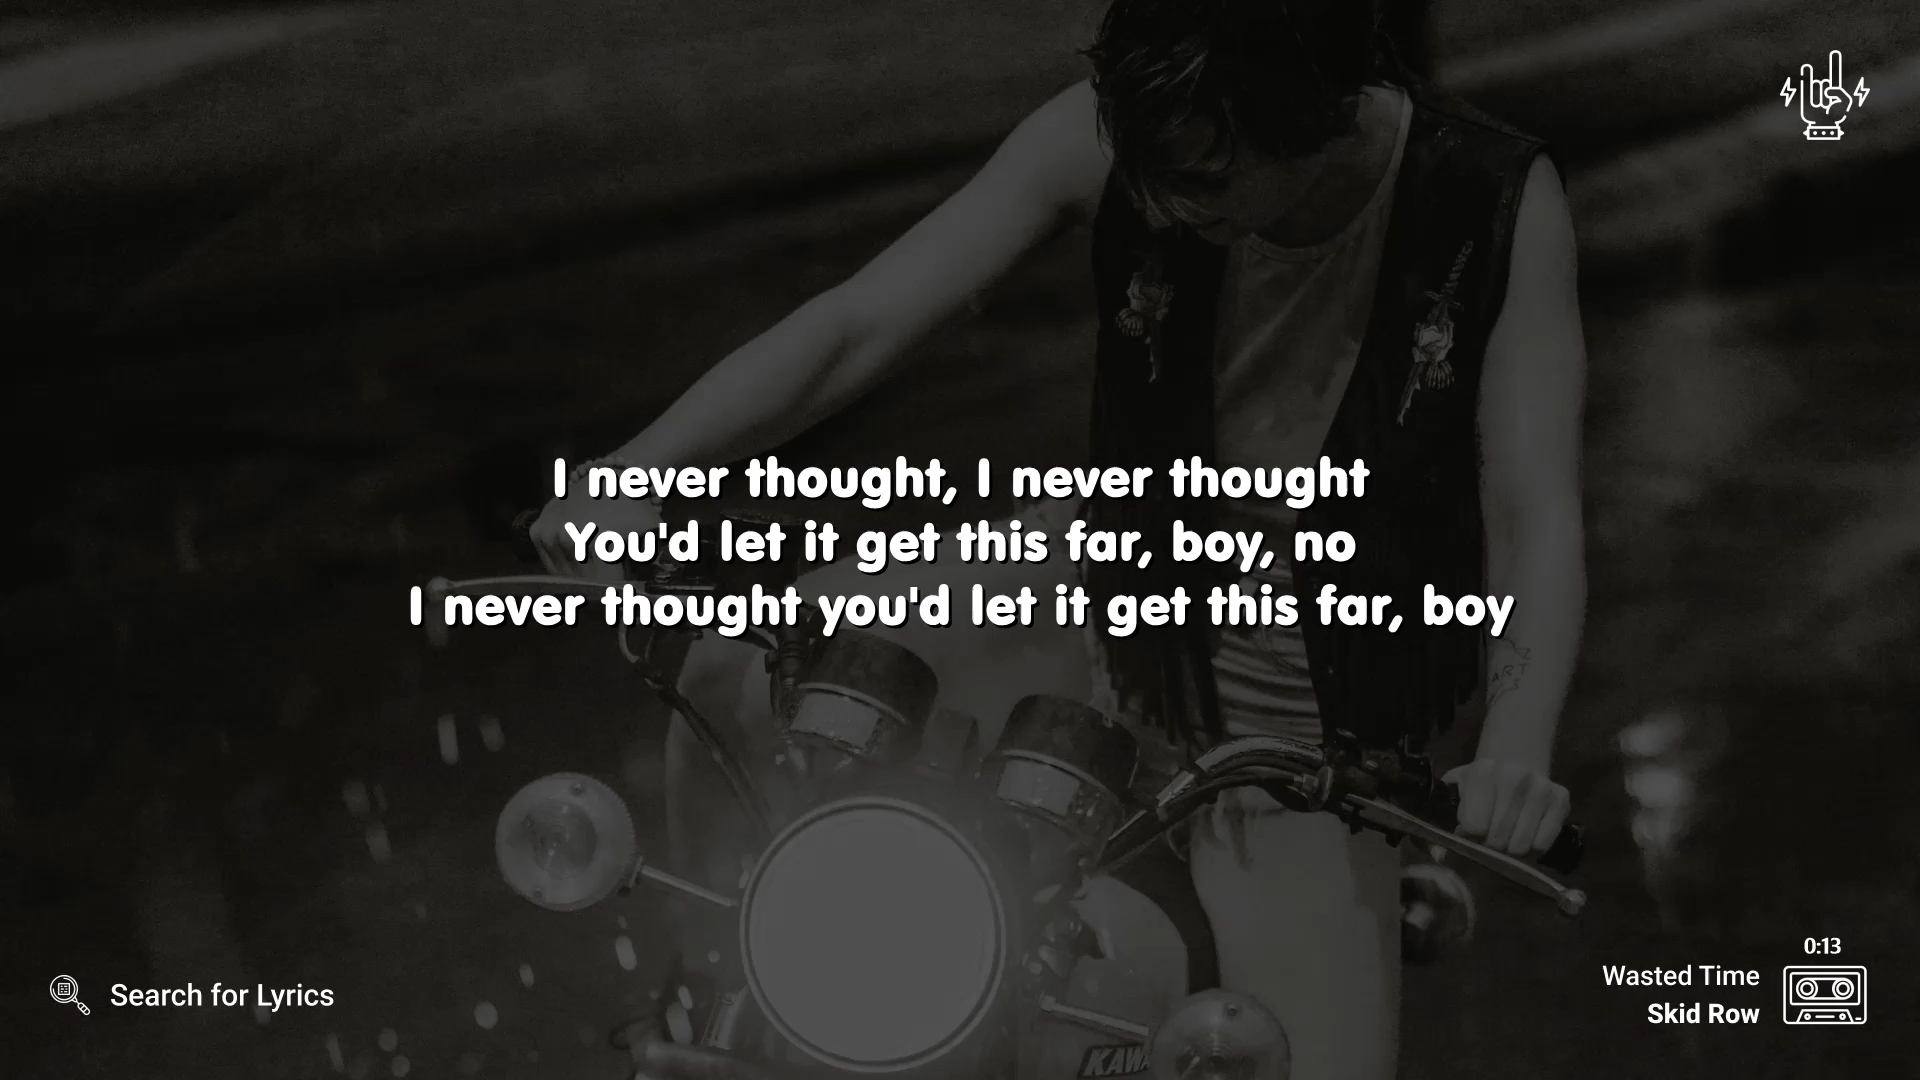 I never thought, I never thought
You'd let it get this far, boy, no
I never thought you'd let it get this far, boy
Search for Lyrics
0:13
Wasted Time
Skid Row